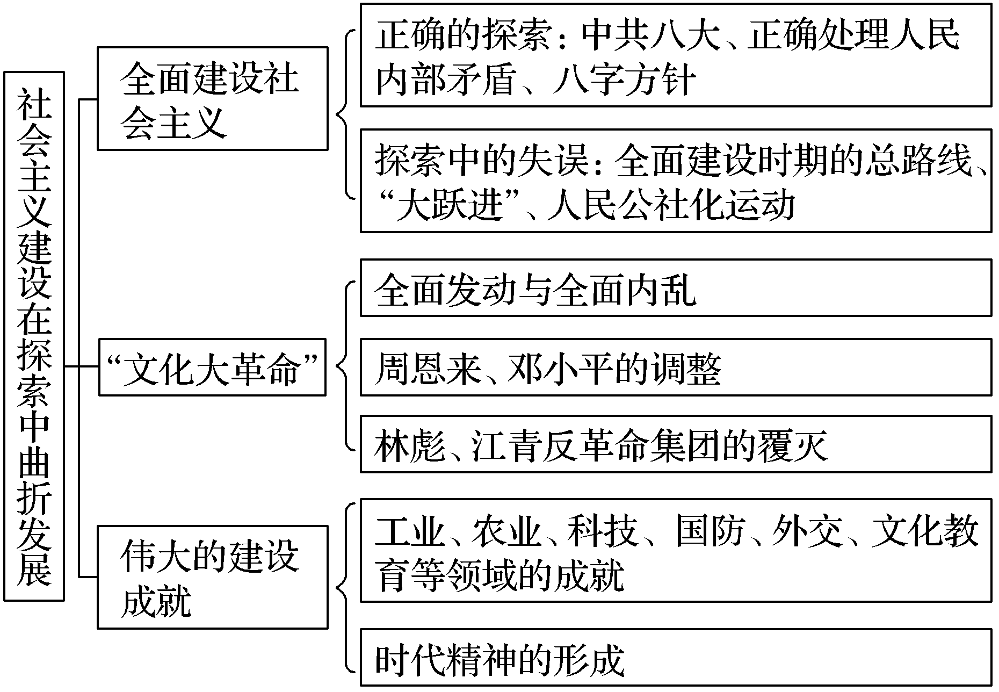 社会主义建设在探索中曲折发展
全面建设社
会主义
正确的探索：中共八大、正确处理人民
内部矛盾、八字方针
探索中的失误：全面建设时期的总路线、
“大跃进”、人民公社化运动
“文化大革命”
全面发动与全面内乱
周恩来、邓小平的调整
林彪、江青反革命集团的覆灭
伟大的建设
成就
工业、农业、科技、国防、外交、文化教
育等领域的成就
时代精神的形成